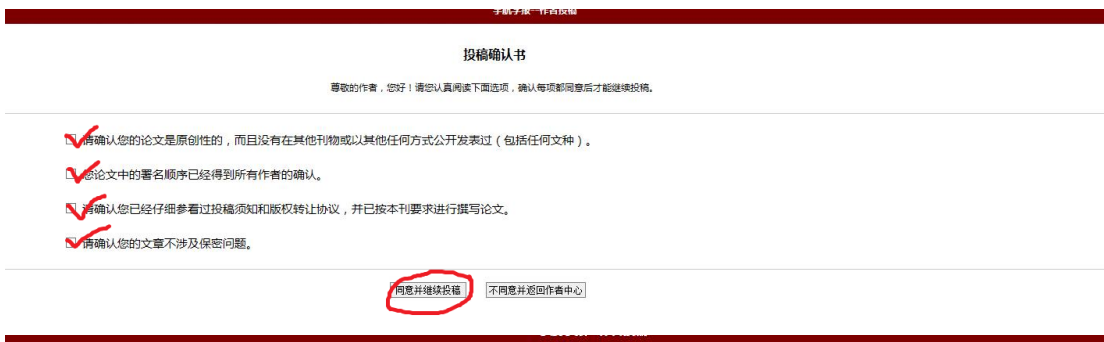 投稿确认书
尊敬的作者，您好！请您认真阅读下面选项，确认每项都同意后才能继续投稿。
请确认您的论文是原创性的，而且没有在其他刊物或以其他任何方式公开发表过（包括任何文种）。
您论文中的署名顺序已经得到所有作者的确认。
请确认您已经仔细参看过投稿须知和版权转让协议，并已按本刊要求进行撰写论文。
请确认您的文章不涉及保密问题。
同意并继续投稿 不同意并返回作者中心